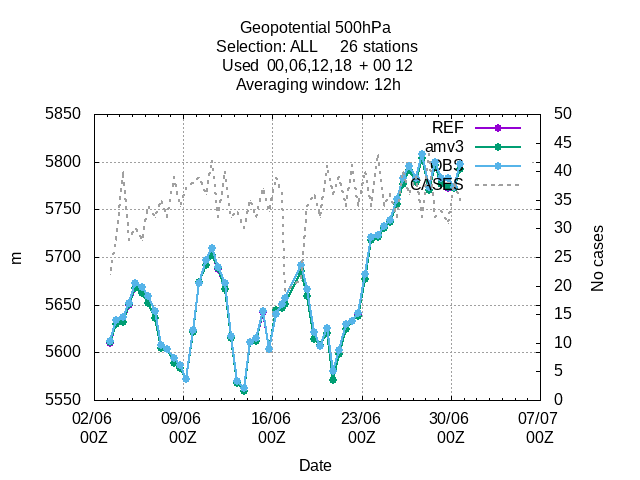 Geopotential 500hPa
Selection: ALL 26 stations
Used 00,06,12,18 + 00 12
Averaging window: 12h
REF
amv3
OBS
CASES
5850
5800
5750
5700
5650
5600
5550
m
50
45
40
35
30
25
20
15
10
5
0
No cases
02/06 09/06 16/06 23/06 30/06 07/07
00Z 00Z 00Z 00Z 00Z 00Z
Date